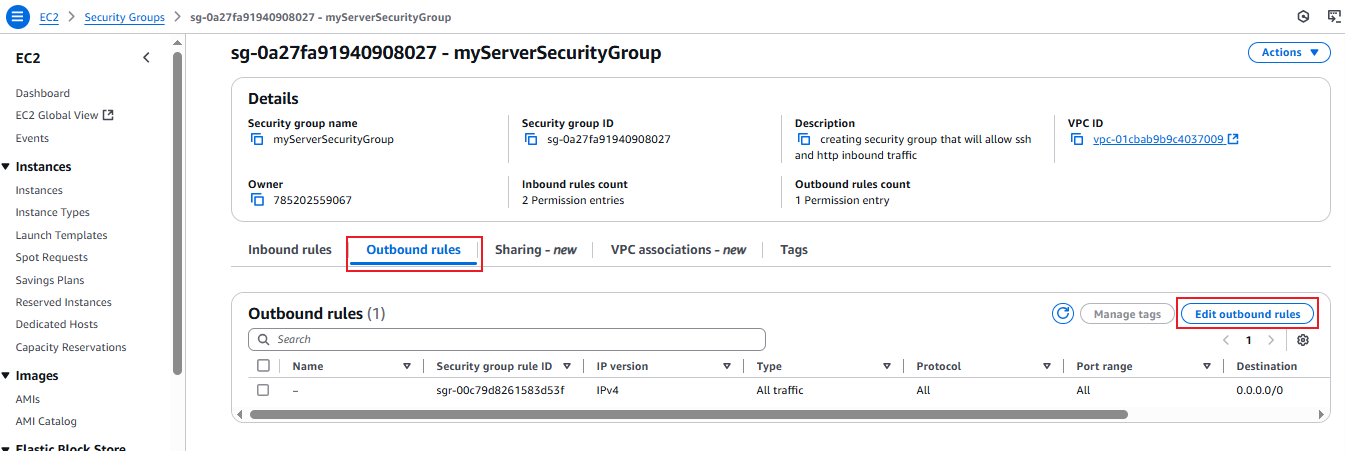 EC2 > Security Groups > sg-0a27fa91940908027 - myServerSecurityGroup
EC2
Dashboard
EC2 Global View
Events
Instances
Instances
Instance Types
Launch Templates
Spot Requests
Savings Plans
Reserved Instances
Dedicated Hosts
Capacity Reservations
Images
AMIs
AMI Catalog
Elastic Block Store
sg-0a27fa91940908027 - myServerSecurityGroup
Actions
Details
Security group name
myServerSecurityGroup
Security group ID
sg-0a27fa91940908027
Description
creating security group that will allow ssh
and http inbound traffic
VPC ID
vpc-01cbab9b9c4037009
Owner
785202559067
Inbound rules count
2 Permission entries
Outbound rules count
1 Permission entry
Inbound rules Outbound rules Sharing - new VPC associations - new Tags
Outbound rules (1)
Manage tags Edit outbound rules
Search
1
Name Security group rule ID IP version Type Protocol Port range Destination
– sgr-00c79d8261583d53f IPv4 All traffic All All 0.0.0.0/0